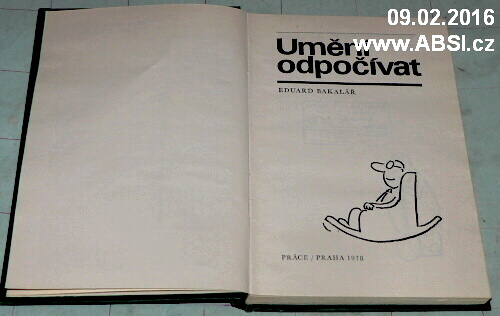 09.02.2016
www.ABSI.cz
Umění
odpočívat
EDUARD BAKALÁŘ
PRÁCE / PRAHA 1978